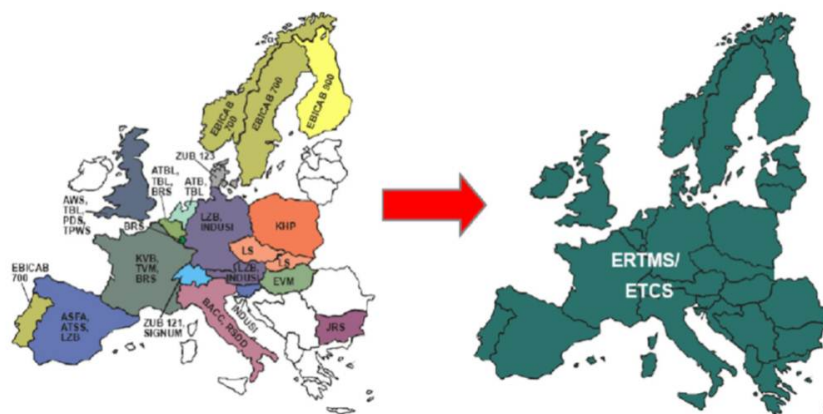 EBICAB
700
EBICAB 700
EBICAB 900
ZUB 123
ATBL,
TBL,
BRS
ATB,
TBL
AWS,
TBL,
PDS,
TPWS
BRS
LZB,
INDUSI
KHP
LS
LS
KVB,
TVM,
BRS
LZB,
INDUSI
EVM
EBICAB
700
ASFA,
ATSS,
LZB
ZUB 121,
SIGNUM
BACC, RSDD
INDUSI
JRS
ERTMS/
ETCS